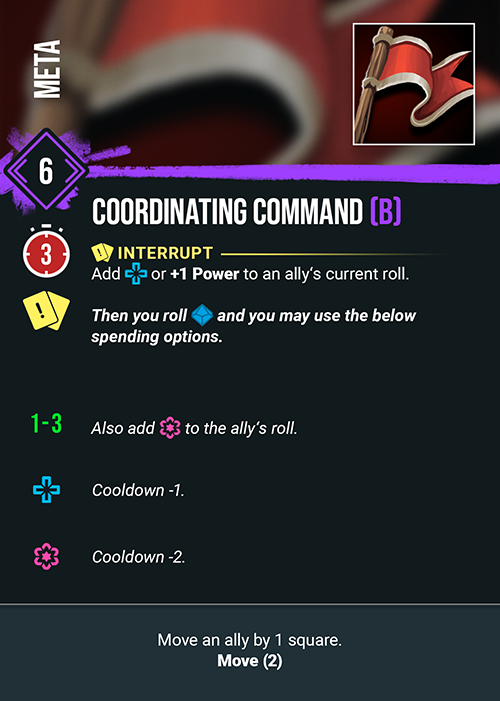 META
6
COORDINATING COMMAND (B)
3
INTERRUPT
Add or +1 Power to an ally's current roll.
Then you roll and you may use the below
spending options.
1-3 Also add to the ally's roll.
Cooldown -1.
Cooldown -2.
Move an ally by 1 square.
Move (2)